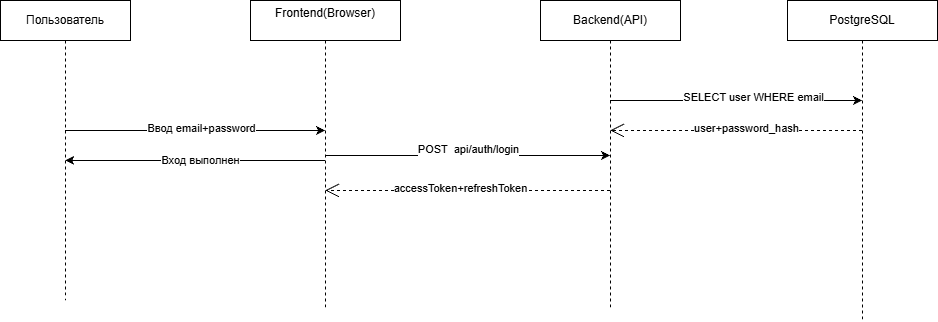 Пользователь
Frontend(Browser)
Backend(API)
PostgreSQL
SELECT user WHERE email
Ввод email+password
user+password_hash
POST api/auth/login
Вход выполнен
accessToken+refreshToken